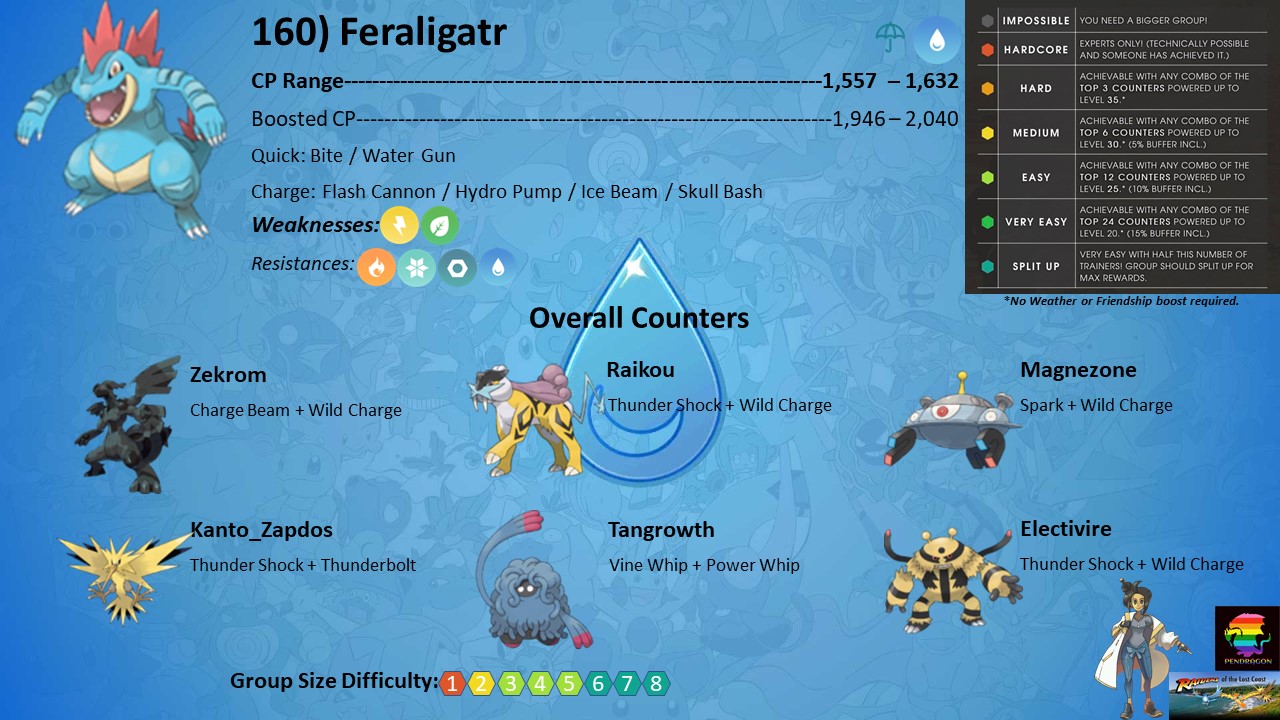 160) Feraligatr
CP Range------------------------------------------------------------------1,557 – 1,632
Boosted CP------------------------------------------------------------------1,946 – 2,040
Quick: Bite / Water Gun
Charge: Flash Cannon / Hydro Pump / Ice Beam / Skull Bash
Weaknesses:
Resistances:
IMPOSSIBLE YOU NEED A BIGGER GROUP!
HARDCORE EXPERTS ONLY! (TECHNICALLY POSSIBLE
AND SOMEONE HAS ACHIEVED IT.)
HARD ACHIEVABLE WITH ANY COMBO OF THE
TOP 3 COUNTERS POWERED UP TO
LEVEL 35.*
MEDIUM ACHIEVABLE WITH ANY COMBO OF THE
TOP 6 COUNTERS POWERED UP TO
LEVEL 30.* (5% BUFFER INCL.)
EASY ACHIEVABLE WITH ANY COMBO OF THE
TOP 12 COUNTERS POWERED UP TO
LEVEL 25.* (10% BUFFER INCL.)
VERY EASY ACHIEVABLE WITH ANY COMBO OF THE
TOP 24 COUNTERS POWERED UP TO
LEVEL 20.* (15% BUFFER INCL.)
SPLIT UP VERY EASY WITH HALF THIS NUMBER OF
TRAINERS! GROUP SHOULD SPLIT UP FOR
MAX REWARDS.
*No Weather or Friendship boost required.
Overall Counters
Zekrom
Charge Beam + Wild Charge
Raikou
Thunder Shock + Wild Charge
Magnezone
Spark + Wild Charge
Kanto_Zapdos
Thunder Shock + Thunderbolt
Tangrowth
Vine Whip + Power Whip
Electivire
Thunder Shock + Wild Charge
Group Size Difficulty: 1 2 3 4 5 6 7 8
PENDRAGON
RAIDERS of the Lost Coast